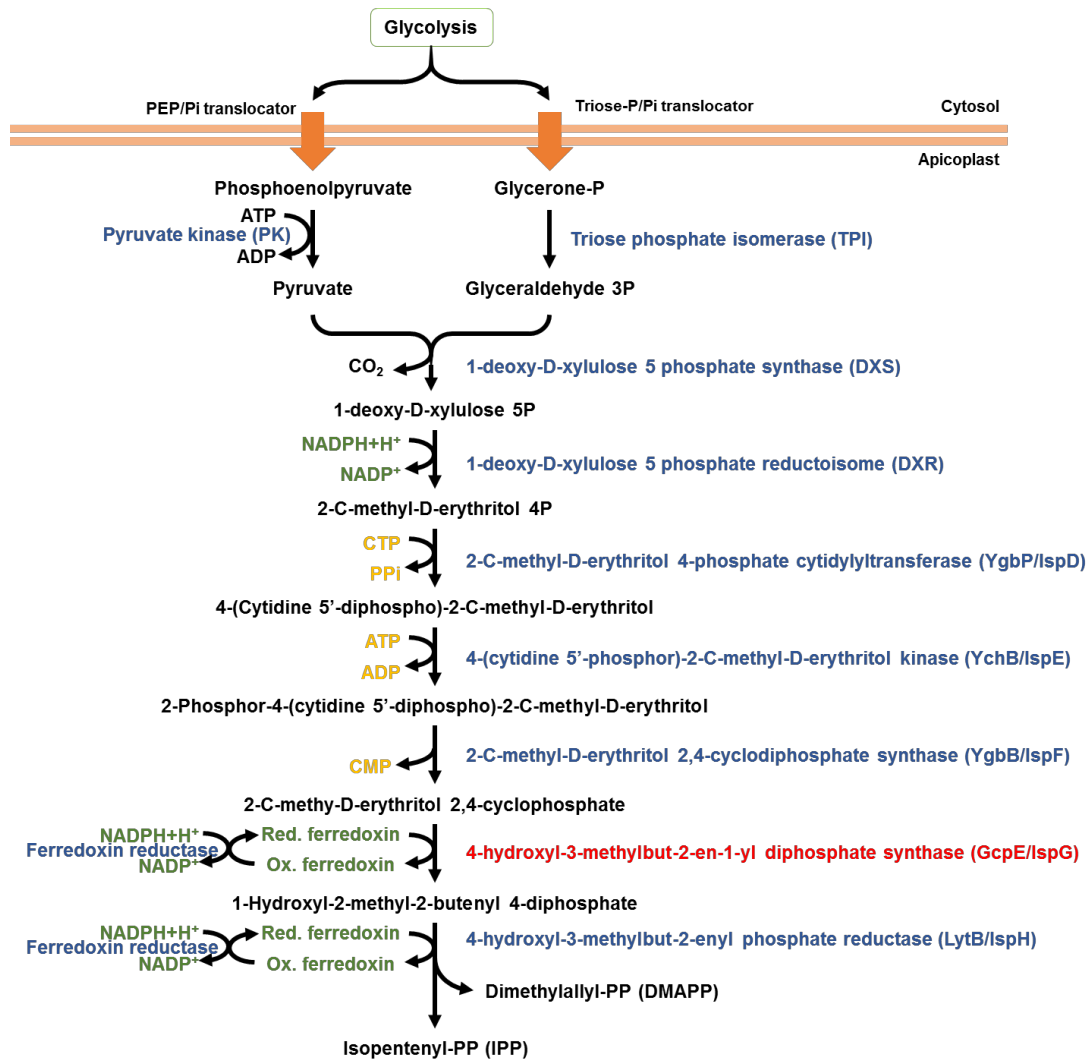 Glycolysis
PEP/Pi translocator
Triose-P/Pi translocator
Cytosol
Apicoplast
Phosphoenolpyruvate
Glycerone-P
ATP
Pyruvate kinase (PK)
ADP
Triose phosphate isomerase (TPI)
Pyruvate
Glyceraldehyde 3P
CO₂
1-deoxy-D-xylulose 5 phosphate synthase (DXS)
1-deoxy-D-xylulose 5P
NADPH+H⁺
NADP⁺
1-deoxy-D-xylulose 5 phosphate reductoisome (DXR)
2-C-methyl-D-erythritol 4P
CTP
PPi
2-C-methyl-D-erythritol 4-phosphate cytidylyltransferase (YgbP/IspD)
4-(Cytidine 5’-diphospho)-2-C-methyl-D-erythritol
ATP
ADP
4-(cytidine 5’-phosphor)-2-C-methyl-D-erythritol kinase (YchB/IspE)
2-Phosphor-4-(cytidine 5’-diphospho)-2-C-methyl-D-erythritol
CMP
2-C-methyl-D-erythritol 2,4-cyclodiphosphate synthase (YgbB/IspF)
2-C-methy-D-erythritol 2,4-cyclophosphate
NADPH+H⁺
Ferredoxin reductase
NADP⁺
Red. ferredoxin
Ox. ferredoxin
4-hydroxyl-3-methylbut-2-en-1-yl diphosphate synthase (GcpE/IspG)
1-Hydroxyl-2-methyl-2-butenyl 4-diphosphate
NADPH+H⁺
Ferredoxin reductase
NADP⁺
Red. ferredoxin
Ox. ferredoxin
4-hydroxyl-3-methylbut-2-enyl phosphate reductase (LytB/IspH)
Dimethylallyl-PP (DMAPP)
Isopentenyl-PP (IPP)